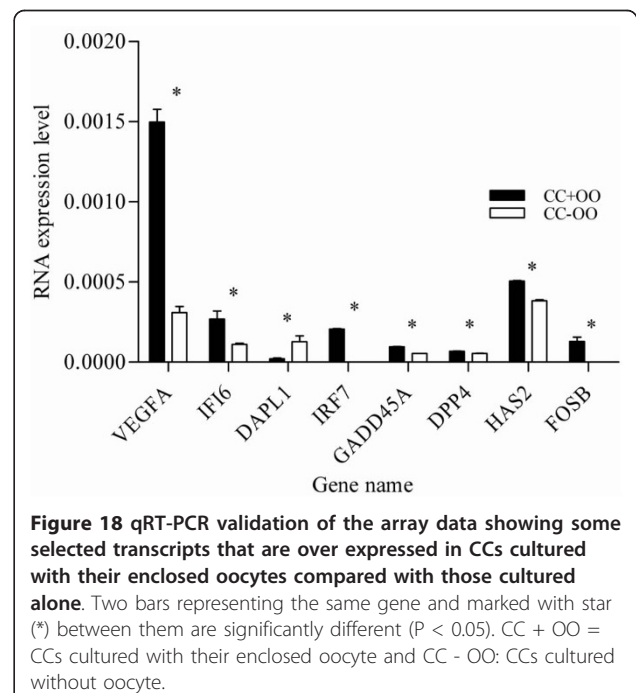 0.0020
*
0.0015
0.0010
CC+OO
CC-OO
RNA expression level
*
0.0005
*
*
*
*
*
*
0.0000
VEGFA
IFI6
DAPL1
IRF7
GADD45A
DPP4
HAS2
FOSB
Gene name
Figure 18 qRT-PCR validation of the array data showing some
selected transcripts that are over expressed in CCs cultured
with their enclosed oocytes compared with those cultured
alone. Two bars representing the same gene and marked with star
(*) between them are significantly different (P < 0.05). CC + OO =
CCs cultured with their enclosed oocyte and CC - OO: CCs cultured
without oocyte.